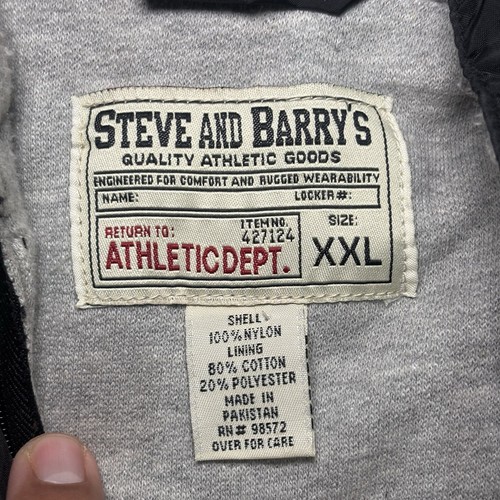 STEVE AND BARRY'S
QUALITY ATHLETIC GOODS
ENGINEERED FOR COMFORT AND RUGGED WEARABILITY
NAME: LOCKER#:
RETURN TO: ITEM NO. 427124
ATHLETIC DEPT.
SIZE:
XXL
SHELL
100% NYLON
LINING
80% COTTON
20% POLYESTER
MADE IN
PAKISTAN
RN# 98572
OVER FOR CARE